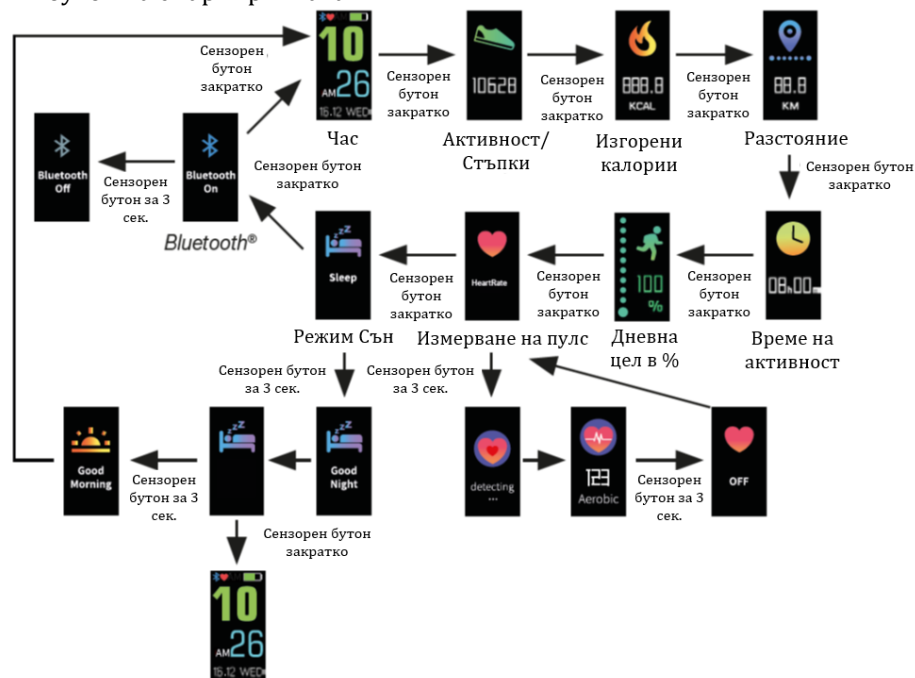 10
AM 26
16.12 WED
Час
Сензорен
бутон
закратко
10628
Активност/
Стъпки
Сензорен
бутон
закратко
888.8
KCAL
Изгорени
калории
Сензорен
бутон
закратко
88.8
KM
Разстояние
Сензорен
бутон
закратко
Сензорен
бутон закратко
08h00m
Време на
активност
Сензорен
бутон
закратко
100
%
Дневна
цел в %
Сензорен
бутон
закратко
HeartRate
Измерване на пулс
Сензорен
бутон
закратко
Sleep
Режим Сън
Сензорен бутон
закратко
Bluetooth
On
Bluetooth®
Сензорен
бутон за 3
сек.
Bluetooth
Off
Сензорен бутон
за 3 сек.
Сензорен бутон
за 3 сек.
Good
Night
Good
Morning
Сензорен
бутон за 3
сек.
Сензорен бутон
закратко
10
AM 26
16.12 WED
detecting
...
123
Aerobic
Сензорен
бутон за 3
сек.
OFF